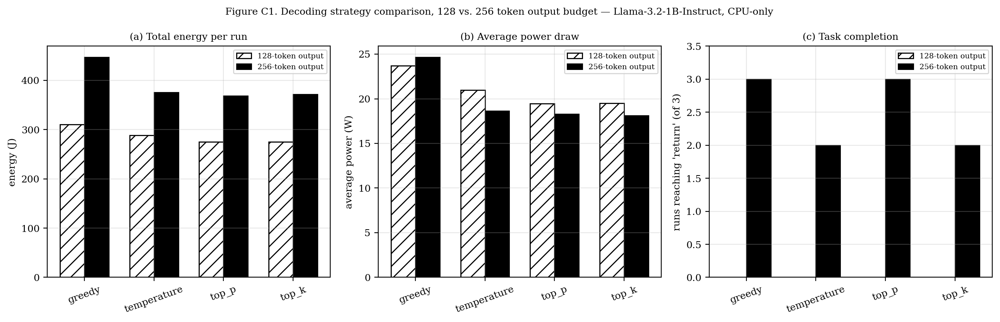 Figure C1. Decoding strategy comparison, 128 vs. 256 token output budget — Llama-3.2-1B-Instruct, CPU-only
(a) Total energy per run
energy (J)
400
300
200
100
0
128-token output
256-token output
greedy
temperature
top_p
top_k
(b) Average power draw
average power (W)
25
20
15
10
5
0
128-token output
256-token output
greedy
temperature
top_p
top_k
(c) Task completion
runs reaching 'return' (of 3)
3.5
3.0
2.5
2.0
1.5
1.0
0.5
0.0
128-token output
256-token output
greedy
temperature
top_p
top_k